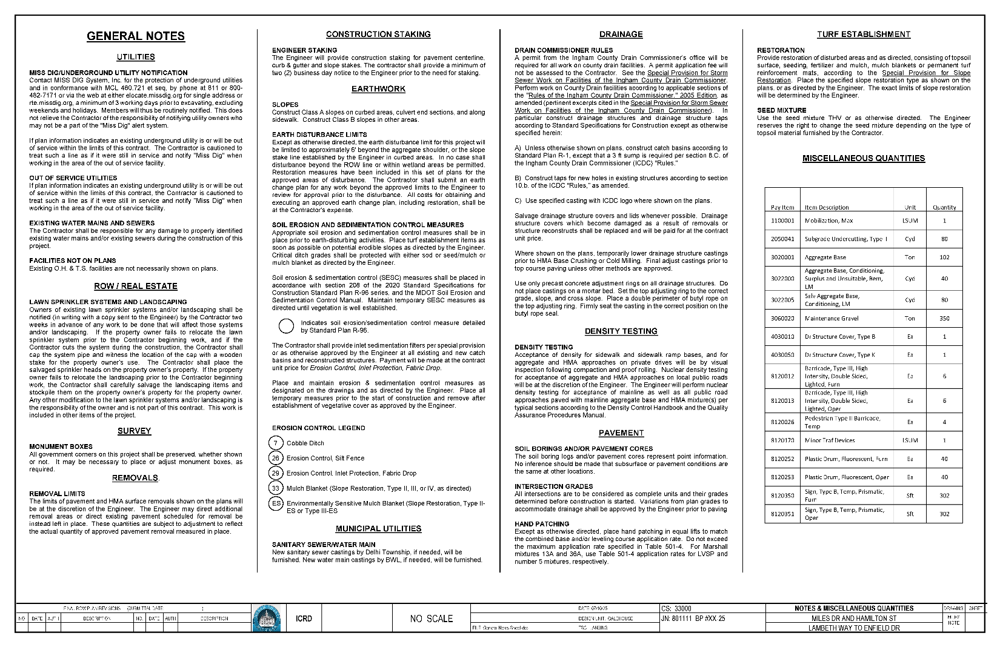 GENERAL NOTES
UTILITIES
MISS DIG/UNDERGROUND UTILITY NOTIFICATION
Contact MISS DIG System, Inc. for the protection of underground utilities
and in conformance with MCL 460.721 et seq, by phone at 811 or 800-
482-7171 or via the web at either elocate.missdig.org for single address or
rte.missdig.org, a minimum of 3 working days prior to excavating, excluding
weekends and holidays. Members will thus be routinely notified. This does
not relieve the Contractor of the responsibility of notifying utility owners who
may not be a part of the "Miss Dig" alert system.
If plan information indicates an existing underground utility is or will be out
of service within the limits of this contract. The Contractor is cautioned to
treat such a line as if it were still in service and notify "Miss Dig" when
working in the area of the out of service facility.
OUT OF SERVICE UTILITIES
If plan information indicates an existing underground utility is or will be out
of service within the limits of this contract, the Contractor is cautioned to
treat such a line as if it were still in service and notify "Miss Dig" when
working in the area of the out of service facility.
EXISTING WATER MAINS AND SEWERS
The Contractor shall be responsible for any damage to properly identified
existing water mains and/or existing sewers during the construction of this
project.
FACILITIES NOT ON PLANS
Existing O.H. & T.S. facilities are not necessarily shown on plans.
ROW / REAL ESTATE
LAWN SPRINKLER SYSTEMS AND LANDSCAPING
Owners of existing lawn sprinkler systems and/or landscaping shall be
notified (in writing with a copy sent to the Engineer) by the Contractor two
weeks in advance of any work to be done that will affect those systems
and/or landscaping. If the property owner fails to relocate the lawn
sprinkler system prior to the Contractor beginning work, and if the
Contractor cuts the system during the construction, the Contractor shall
cap the system pipe and witness the location of the cap with a wooden
stake for the property owner's use. The Contractor shall place the
salvaged sprinkler heads on the property owner's property. If the property
owner fails to relocate the landscaping prior to the Contractor beginning
work, the Contractor shall carefully salvage the landscaping items and
stockpile them on the property owner's property for the property owner.
Any other modification to the lawn sprinkler systems and/or landscaping is
the responsibility of the owner and is not part of this contract. This work is
included in other items of the project.
SURVEY
MONUMENT BOXES
All government corners on this project shall be preserved, whether shown
or not. It may be necessary to place or adjust monument boxes, as
required.
REMOVALS.
REMOVAL LIMITS
The limits of pavement and HMA surface removals shown on the plans will
be at the discretion of the Engineer. The Engineer may direct additional
removal areas or direct existing pavement scheduled for removal be
instead left in place. These quantities are subject to adjustment to reflect
the actual quantity of approved pavement removal measured in place.
CONSTRUCTION STAKING
ENGINEER STAKING
The Engineer will provide construction staking for pavement centerline,
curb & gutter and slope stakes. The contractor shall provide a minimum of
two (2) business day notice to the Engineer prior to the need for staking.
EARTHWORK
SLOPES
Construct Class A slopes on curbed areas, culvert end sections, and along
sidewalk. Construct Class B slopes in other areas.
EARTH DISTURBANCE LIMITS
Except as otherwise directed, the earth disturbance limit for this project will
be limited to approximately 6' beyond the aggregate shoulder, or the slope
stake line established by the Engineer in curbed areas. In no case shall
disturbance beyond the ROW line or within wetland areas be permitted.
Restoration measures have been included in this set of plans for the
approved areas of disturbance. The Contractor shall submit an earth
change plan for any work beyond the approved limits to the Engineer to
review for approval prior to the disturbance. All costs for obtaining and
executing an approved earth change plan, including restoration, shall be
at the Contractor's expense.
SOIL EROSION AND SEDIMENTATION CONTROL MEASURES
Appropriate soil erosion and sedimentation control measures shall be in
place prior to earth-disturbing activities. Place turf establishment items as
soon as possible on potential erodible slopes as directed by the Engineer.
Critical ditch grades shall be protected with either sod or seed/mulch or
mulch blanket as directed by the Engineer.
Soil erosion & sedimentation control (SESC) measures shall be placed in
accordance with section 208 of the 2020 Standard Specifications for
Construction Standard Plan R-96 series, and the MDOT Soil Erosion and
Sedimentation Control Manual. Maintain temporary SESC measures as
directed until vegetation is well established.
Indicates soil erosion/sedimentation control measure detailed
by Standard Plan R-96.
The Contractor shall provide inlet sedimentation filters per special provision
or as otherwise approved by the Engineer at all existing and new catch
basins and reconstructed structures. Payment will be made at the contract
unit price for Erosion Control, Inlet Protection, Fabric Drop.
Place and maintain erosion & sedimentation control measures as
designated on the drawings and as directed by the Engineer. Place all
temporary measures prior to the start of construction and remove after
establishment of vegetative cover as approved by the Engineer.
EROSION CONTROL LEGEND
7 Cobble Ditch
26 Erosion Control, Silt Fence
29 Erosion Control, Inlet Protection, Fabric Drop
33 Mulch Blanket (Slope Restoration, Type II, III, or IV, as directed)
ES Environmentally Sensitive Mulch Blanket (Slope Restoration, Type II-
ES or Type III-ES
MUNICIPAL UTILITIES
SANITARY SEWER/WATER MAIN
New sanitary sewer castings by Delhi Township, if needed, will be
furnished. New water main castings by BWL, if needed, will be furnished.
DRAINAGE
DRAIN COMMISSIONER RULES
A permit from the Ingham County Drain Commissioner's office will be
required for all work on county drain facilities. A permit application fee will
not be assessed to the Contractor. See the Special Provision for Storm
Sewer Work on Facilities of the Ingham County Drain Commissioner.
Perform work on County Drain facilities according to applicable sections of
the "Rules of the Ingham County Drain Commissioner," 2005 Edition, as
amended (pertinent excerpts cited in the Special Provision for Storm Sewer
Work on Facilities of the Ingham County Drain Commissioner). In
particular construct drainage structures and drainage structure taps
according to Standard Specifications for Construction except as otherwise
specified herein:
A) Unless otherwise shown on plans, construct catch basins according to
Standard Plan R-1, except that a 3 ft sump is required per section 8.C. of
the Ingham County Drain Commissioner (ICDC) "Rules."
B) Construct taps for new holes in existing structures according to section
10.b. of the ICDC "Rules," as amended.
C) Use specified casting with ICDC logo where shown on the plans.
Salvage drainage structure covers and lids whenever possible. Drainage
structure covers which become damaged as a result of removals or
structure reconstructs shall be replaced and will be paid for at the contract
unit price.
Where shown on the plans, temporarily lower drainage structure castings
prior to HMA Base Crushing or Cold Milling. Final adjust castings prior to
top course paving unless other methods are approved.
Use only precast concrete adjustment rings on all drainage structures. Do
not place castings on a mortar bed. Set the top adjusting ring to the correct
grade, slope, and cross slope. Place a double perimeter of butyl rope on
the top adjusting ring. Firmly seat the casting in the correct position on the
butyl rope seal.
DENSITY TESTING
DENSITY TESTING
Acceptance of density for sidewalk and sidewalk ramp bases, and for
aggregate and HMA approaches on private drives will be by visual
inspection following compaction and proof rolling. Nuclear density testing
for acceptance of aggregate and HMA approaches on local public roads
will be at the discretion of the Engineer. The Engineer will perform nuclear
density testing for acceptance of mainline as well as all public road
approaches paved with mainline aggregate base and HMA mixture(s) per
typical sections according to the Density Control Handbook and the Quality
Assurance Procedures Manual.
PAVEMENT
SOIL BORINGS AND/OR PAVEMENT CORES
The soil boring logs and/or pavement cores represent point information.
No inference should be made that subsurface or pavement conditions are
the same at other locations.
INTERSECTION GRADES
All intersections are to be considered as complete units and their grades
determined before construction is started. Variations from plan grades to
accommodate drainage shall be approved by the Engineer prior to paving
HAND PATCHING
Except as otherwise directed, place hand patching in equal lifts to match
the combined base and/or leveling course application rate. Do not exceed
the maximum application rate specified in Table 501-4. For Marshall
mixtures 13A and 36A, use Table 501-4 application rates for LVSP and
number 5 mixtures, respectively.
TURF ESTABLISHMENT
RESTORATION
Provide restoration of disturbed areas and as directed, consisting of topsoil
surface, seeding, fertilizer and mulch, mulch blankets or permanent turf
reinforcement mats, according to the Special Provision for Slope
Restoration. Place the specified slope restoration type as shown on the
plans, or as directed by the Engineer. The exact limits of slope restoration
will be determined by the Engineer.
SEED MIXTURE
Use the seed mixture THV or as otherwise directed. The Engineer
reserves the right to change the seed mixture depending on the type of
topsoil material furnished by the Contractor.
MISCELLANEOUS QUANTITIES
Pay Item Item Description Unit Quantity
1100001 Mobilization, Max LSUM 1
2050041 Subgrade Undercutting, Type II Cyd 80
3020001 Aggregate Base Ton 102
3022000 Aggregate Base, Conditioning, Surplus and Unsuitable, Rem, LM Cyd 40
3022005 Salv Aggregate Base, Conditioning, LM Cyd 80
3060020 Maintenance Gravel Ton 350
4030010 Dr Structure Cover, Type B Ea 1
4030050 Dr Structure Cover, Type K Ea 1
8120012 Barricade, Type III, High Intensity, Double Sided, Lighted, Furn Ea 6
8120013 Barricade, Type III, High Intensity, Double Sided, Lighted, Oper Ea 6
8120026 Pedestrian Type II Barricade, Temp Ea 4
8120170 Minor Traf Devices LSUM 1
8120252 Plastic Drum, Fluorescent, Furn Ea 40
8120253 Plastic Drum, Fluorescent, Oper Ea 40
8120350 Sign, Type B, Temp, Prismatic, Furn Sft 302
8120351 Sign, Type B, Temp, Prismatic, Oper Sft 302
FINAL ROW PLAN REVISIONS (SUBMITTAL DATE: )
NO. DATE AUTH DESCRIPTION NO. DATE AUTH DESCRIPTION
ICRD
NO SCALE
DATE: 07/10/25
DESIGN UNIT: GALEHOUSE
FILE: General Notes Sheet.doc TSC: LANSING
CS: 33000
JN: 801111 BP #XX-25
NOTES & MISCELLANEOUS QUANTITIES
MILES DR AND HAMILTON ST
LAMBETH WAY TO ENFIELD DR
DRAWING SHEET
MILES
NOTE